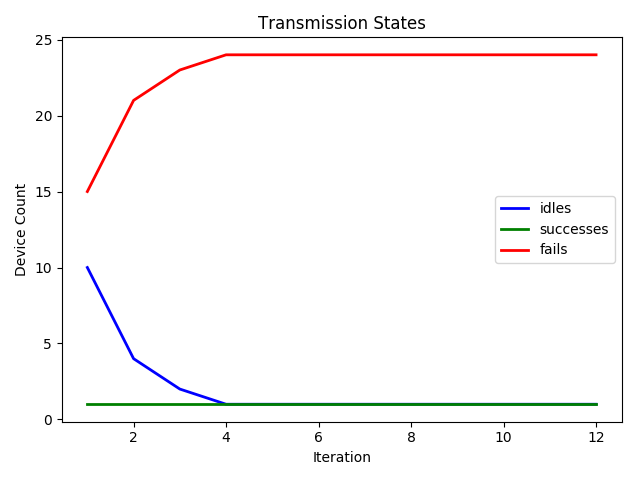 Transmission States
Device Count
25
20
15
10
5
0
idles
successes
fails
2 4 6 8 10 12
Iteration